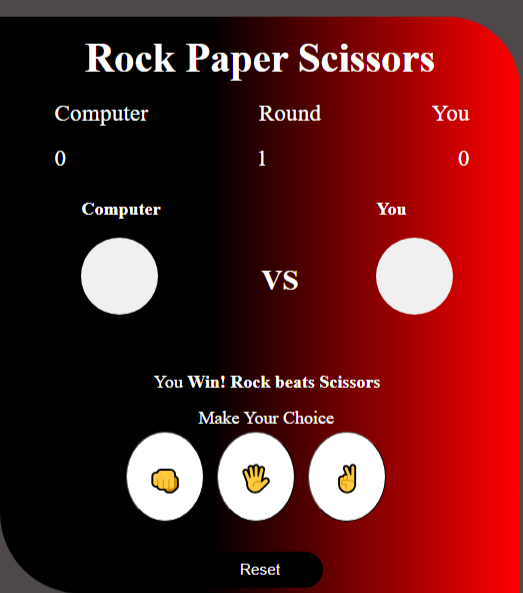 Rock Paper Scissors
Computer Round You
0 1 0
Computer You
VS
You Win! Rock beats Scissors
Make Your Choice
Reset